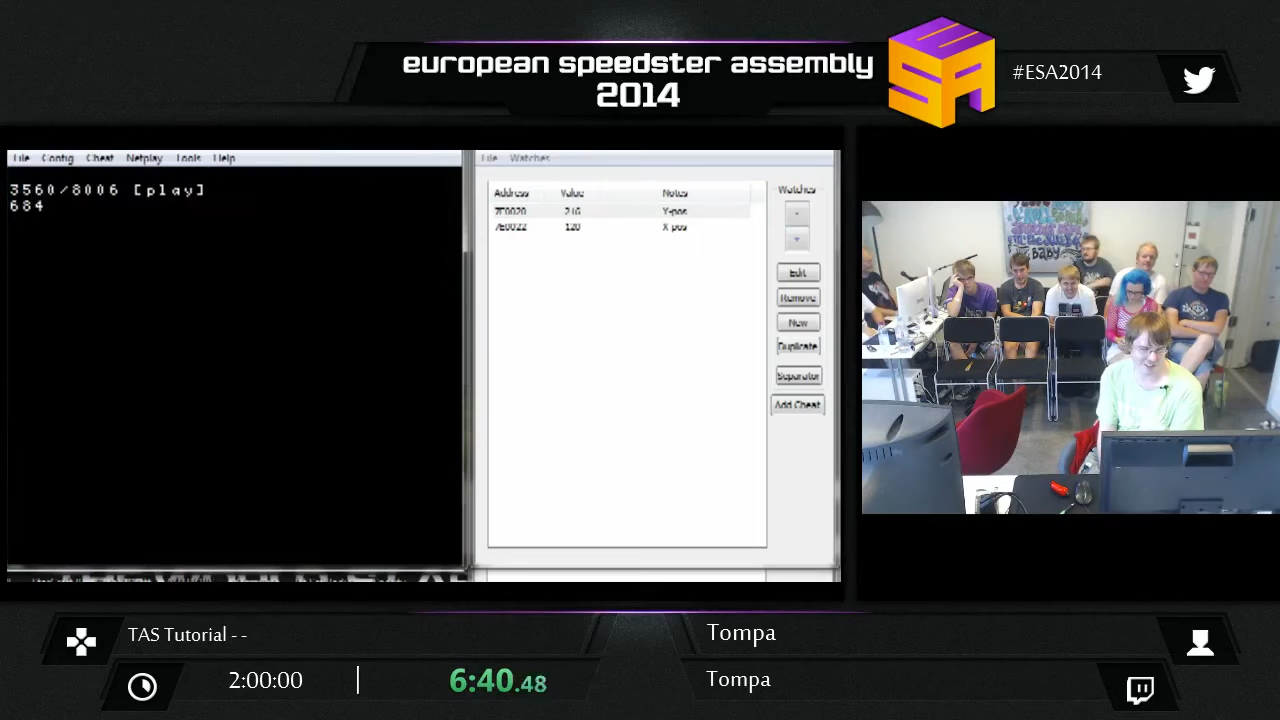 european speedster assembly
2014
#ESA2014
File Config Cheat Netplay Tools Help
3560/8006 [play]
684
File Watches
Address Value Notes
7E0020 216 Y-pos
7E0022 120 X-pos
Watches
Edit
Remove
New
Duplicate
Separator
Add Cheat
BABY
TAS Tutorial - -
2:00:00
6:40.48
Tompa
Tompa